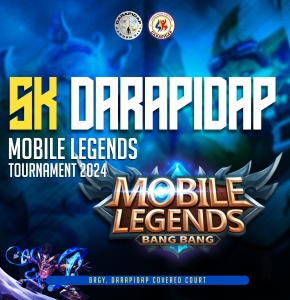 SK DARAPIDAP
MOBILE LEGENDS
TOURNAMENT 2024
MOBILE
LEGENDS
BANG BANG
BRGY. DARAPIDAP COVERED COURT